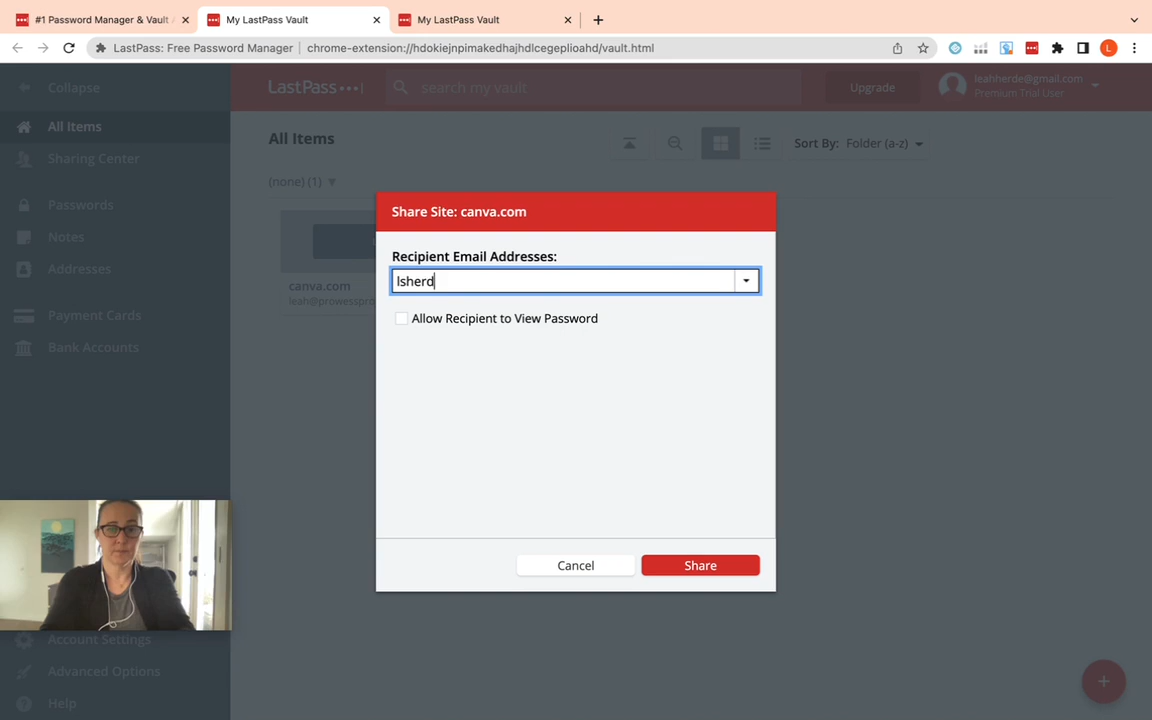 #1 Password Manager & Vault
My LastPass Vault
My LastPass Vault
LastPass: Free Password Manager
chrome-extension://hdokiejnpimakedhajhdlcegeplioahd/vault.html
L
Collapse
LastPass
search my vault
Upgrade
leahherde@gmail.com
Premium Trial User
All Items
Sharing Center
Passwords
Notes
Addresses
Payment Cards
Bank Accounts
Account Settings
Advanced Options
Help
All Items
Sort By: Folder (a-z)
(none) (1)
canva.com
leah@prowesspro
Share Site: canva.com
Recipient Email Addresses:
lsherd
Allow Recipient to View Password
Cancel
Share